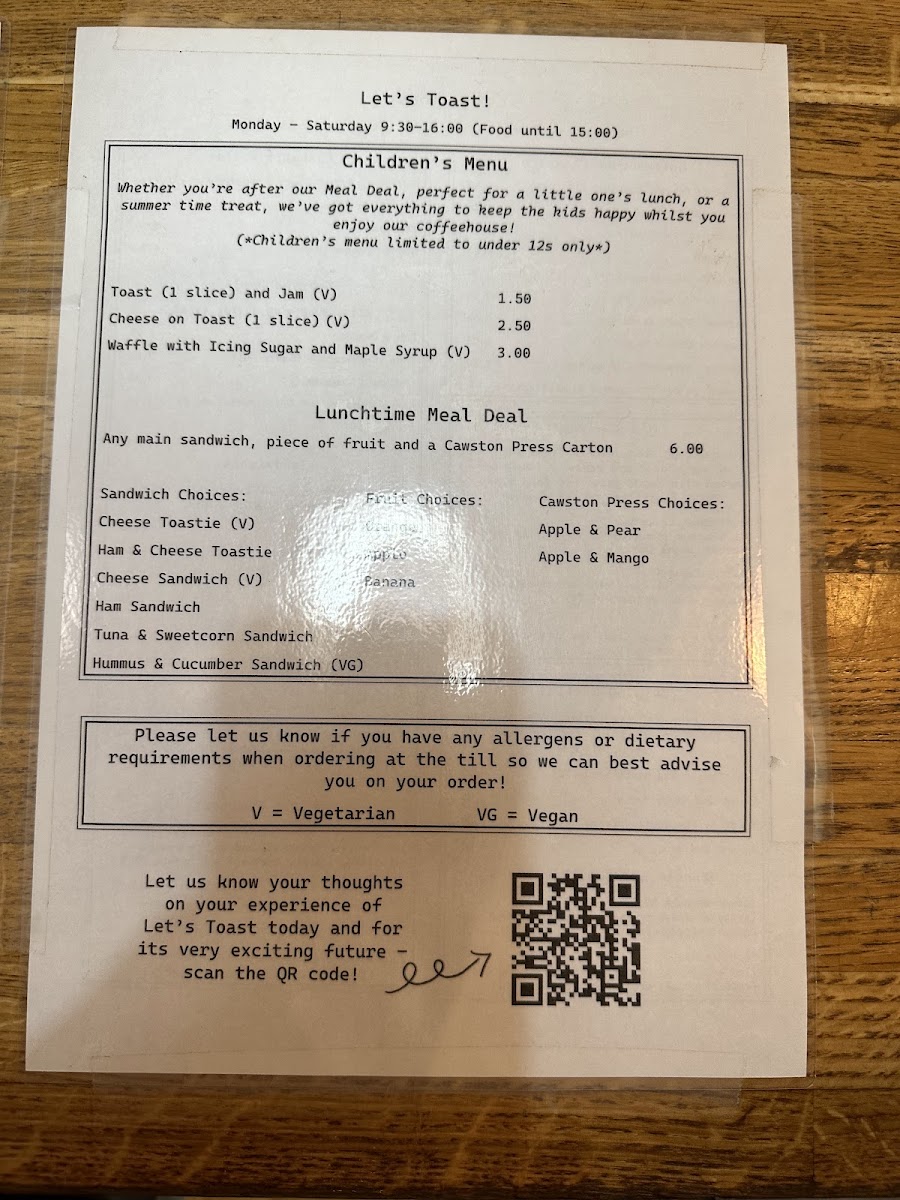 Let's Toast!
Monday – Saturday 9:30–16:00 (Food until 15:00)
Children's Menu
Whether you're after our Meal Deal, perfect for a little one's lunch, or a
summer time treat, we've got everything to keep the kids happy whilst you
enjoy our coffeehouse!
(*Children's menu limited to under 12s only*)
Toast (1 slice) and Jam (V) 1.50
Cheese on Toast (1 slice) (V) 2.50
Waffle with Icing Sugar and Maple Syrup (V) 3.00
Lunchtime Meal Deal
Any main sandwich, piece of fruit and a Cawston Press Carton 6.00
Sandwich Choices: Fruit Choices: Cawston Press Choices:
Cheese Toastie (V) Orange Apple & Pear
Ham & Cheese Toastie Apple Apple & Mango
Cheese Sandwich (V) Banana
Ham Sandwich
Tuna & Sweetcorn Sandwich
Hummus & Cucumber Sandwich (VG)
Please let us know if you have any allergens or dietary
requirements when ordering at the till so we can best advise
you on your order!
V = Vegetarian VG = Vegan
Let us know your thoughts
on your experience of
Let's Toast today and for
its very exciting future –
scan the QR code!